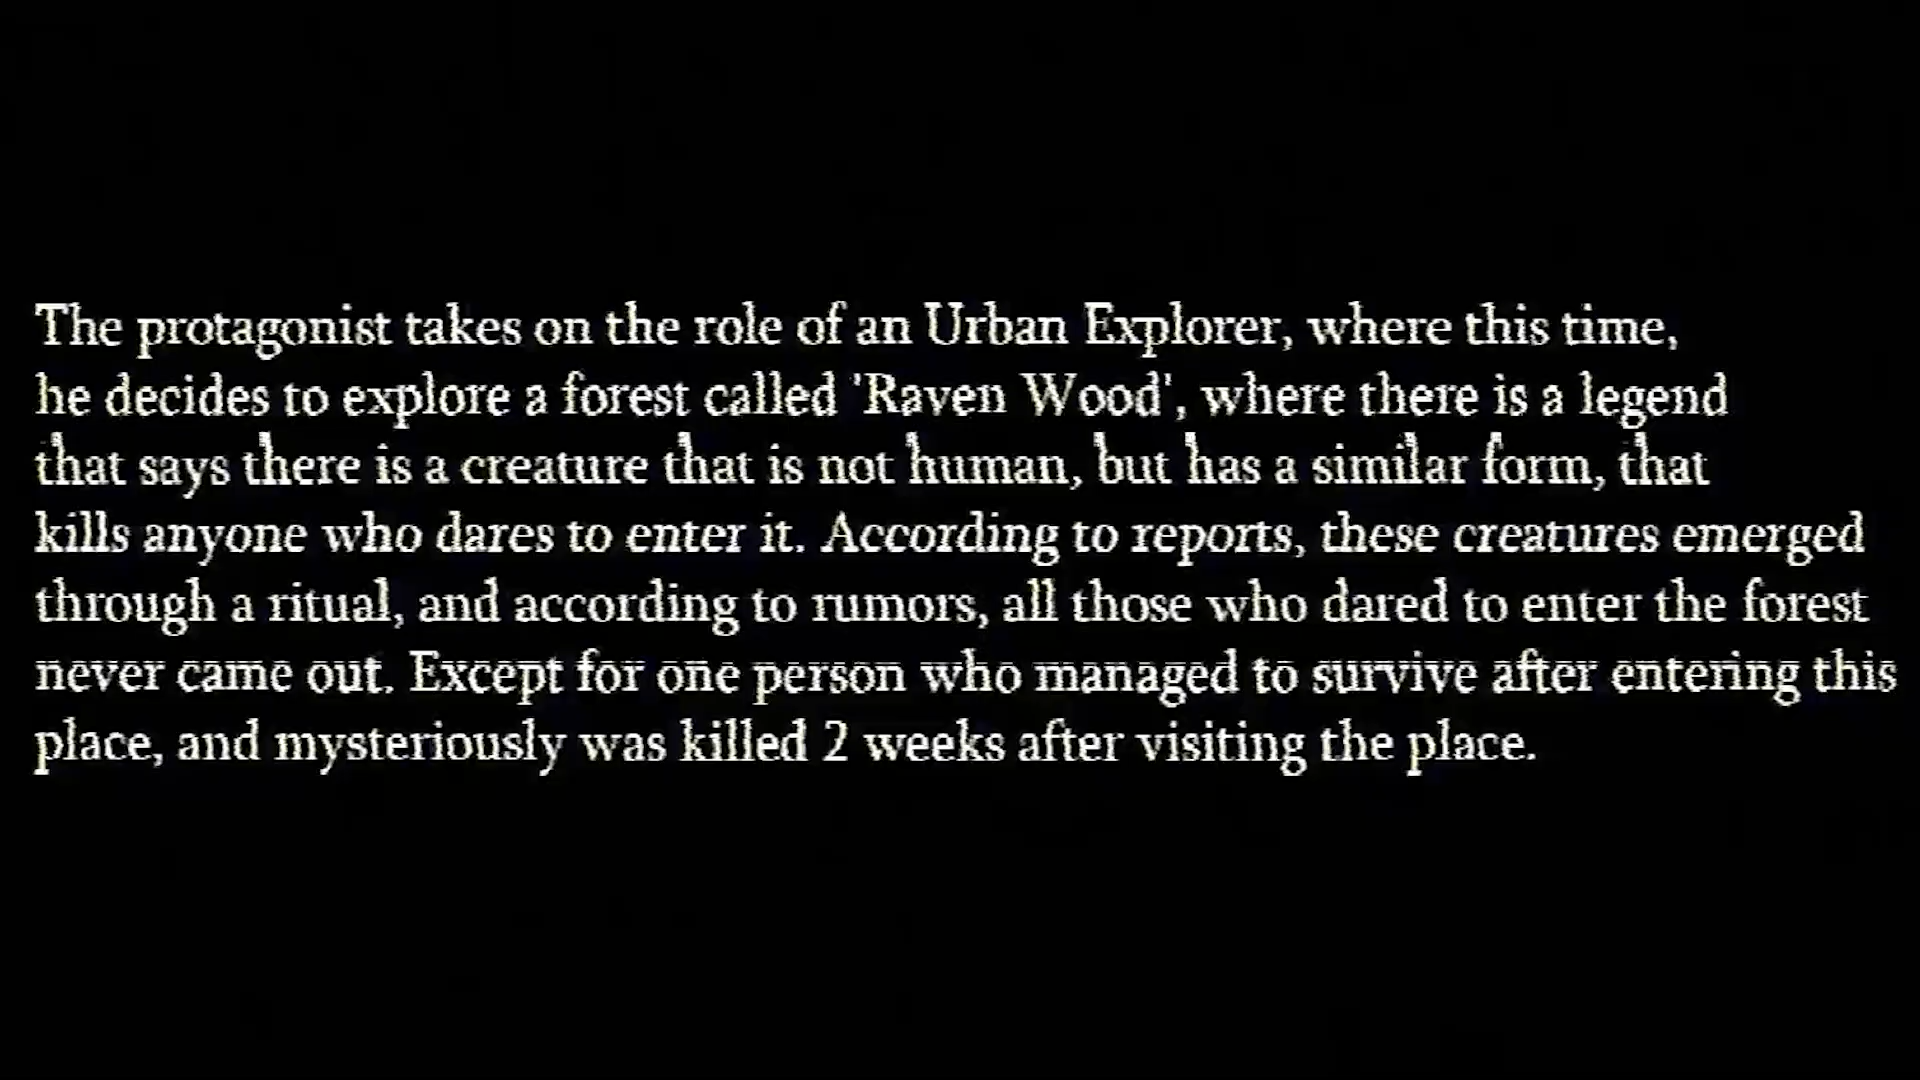 The protagonist takes on the role of an Urban Explorer, where this time,
he decides to explore a forest called 'Raven Wood', where there is a legend
that says there is a creature that is not human, but has a similar form, that
kills anyone who dares to enter it. According to reports, these creatures emerged
through a ritual, and according to rumors, all those who dared to enter the forest
never came out. Except for one person who managed to survive after entering this
place, and mysteriously was killed 2 weeks after visiting the place.